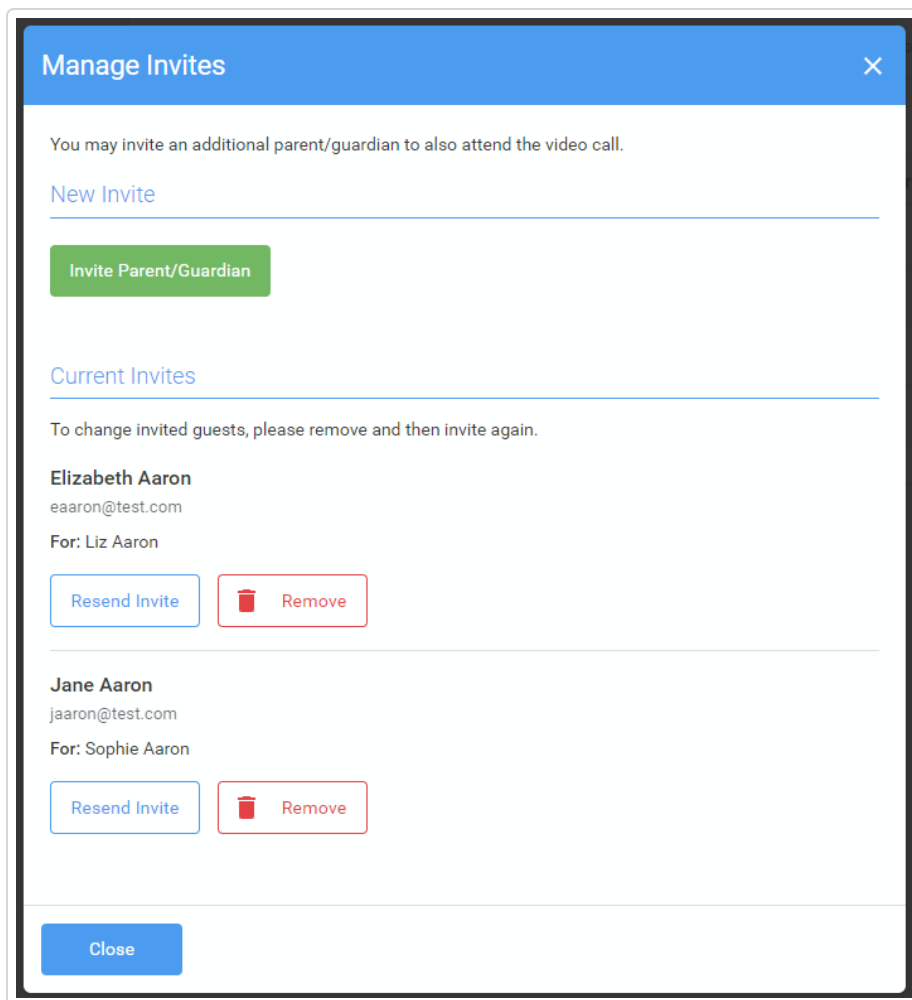 Manage Invites
You may invite an additional parent/guardian to also attend the video call.
New Invite
Invite Parent/Guardian
Current Invites
To change invited guests, please remove and then invite again.
Elizabeth Aaron
eaaron@test.com
For: Liz Aaron
Resend Invite Remove
Jane Aaron
jaaron@test.com
For: Sophie Aaron
Resend Invite Remove
Close